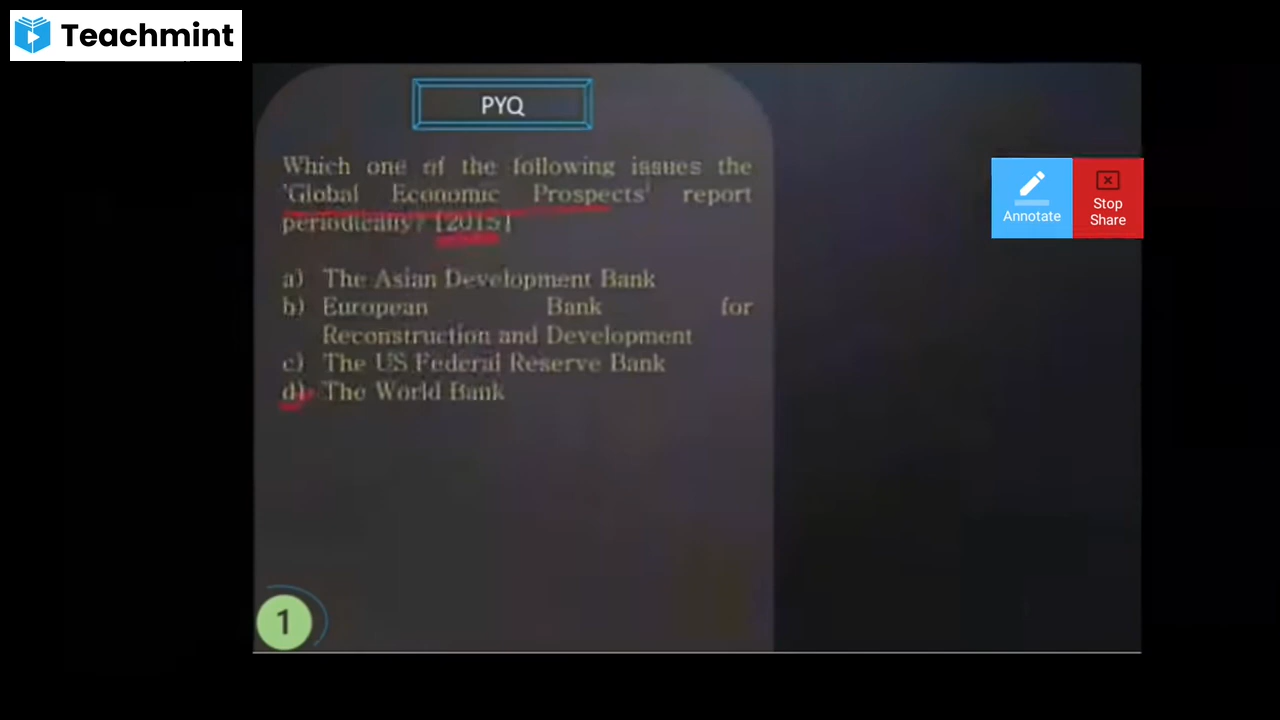 Teachmint
PYQ
Which one of the following issues the
'Global Economic Prospects' report
periodically? [2015]
a) The Asian Development Bank
b) European Bank for
Reconstruction and Development
c) The US Federal Reserve Bank
d) The World Bank
Annotate
Stop
Share
1